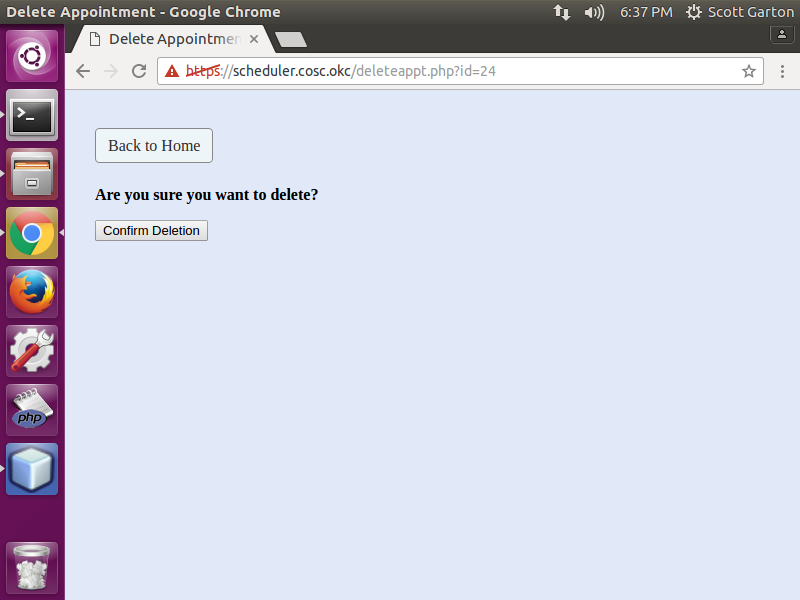 Delete Appointment - Google Chrome
6:37 PM
Scott Garton
Delete Appointmen
https://scheduler.cosc.okc/deleteappt.php?id=24
Back to Home
Are you sure you want to delete?
Confirm Deletion
>_
php